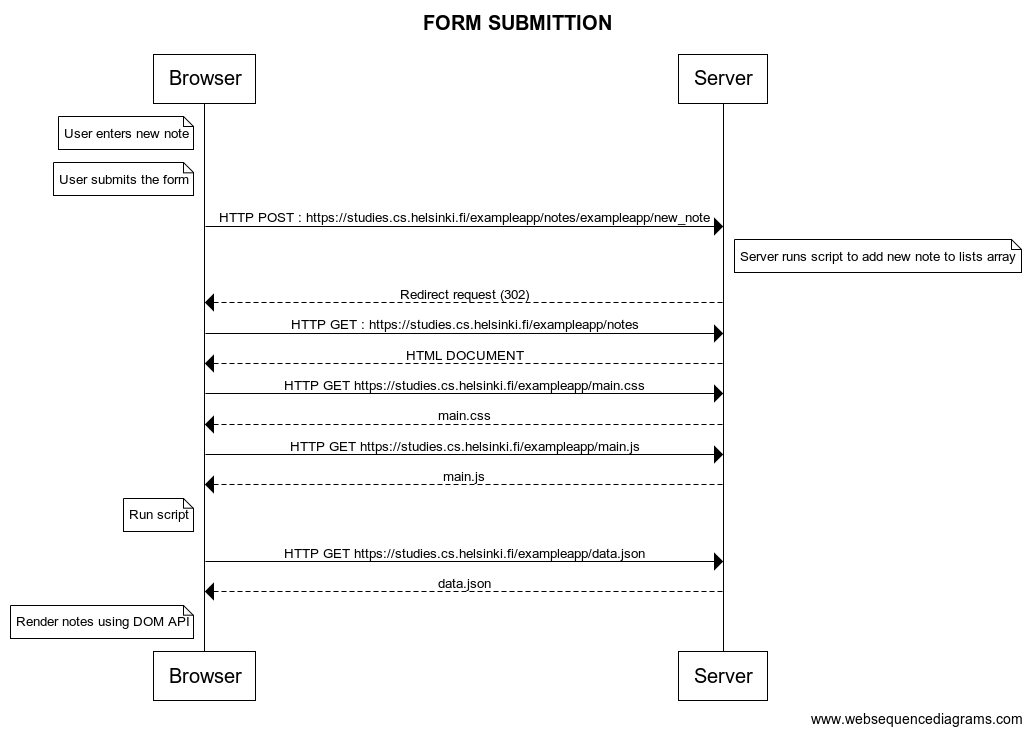 FORM SUBMITTION
Browser
Server
User enters new note
User submits the form
HTTP POST : https://studies.cs.helsinki.fi/exampleapp/notes/exampleapp/new_note
Server runs script to add new note to lists array
Redirect request (302)
HTTP GET : https://studies.cs.helsinki.fi/exampleapp/notes
HTML DOCUMENT
HTTP GET https://studies.cs.helsinki.fi/exampleapp/main.css
main.css
HTTP GET https://studies.cs.helsinki.fi/exampleapp/main.js
main.js
Run script
HTTP GET https://studies.cs.helsinki.fi/exampleapp/data.json
data.json
Render notes using DOM API
Browser
Server
www.websequencediagrams.com